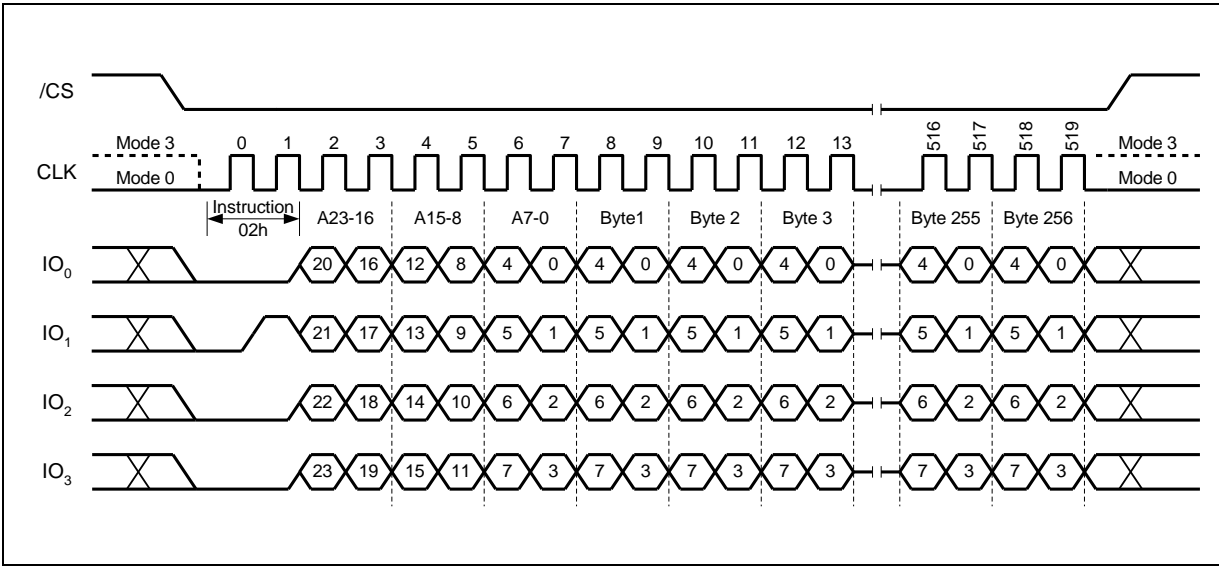 /CS
Mode 3 0 1 2 3 4 5 6 7 8 9 10 11 12 13 516 517 518 519 Mode 3
CLK
Mode 0 Mode 0
Instruction
02h
A23-16 A15-8 A7-0 Byte1 Byte 2 Byte 3 Byte 255 Byte 256
IO0 20 16 12 8 4 0 4 0 4 0 4 0 4 0 4 0
IO1 21 17 13 9 5 1 5 1 5 1 5 1 5 1 5 1
IO2 22 18 14 10 6 2 6 2 6 2 6 2 6 2 6 2
IO3 23 19 15 11 7 3 7 3 7 3 7 3 7 3 7 3